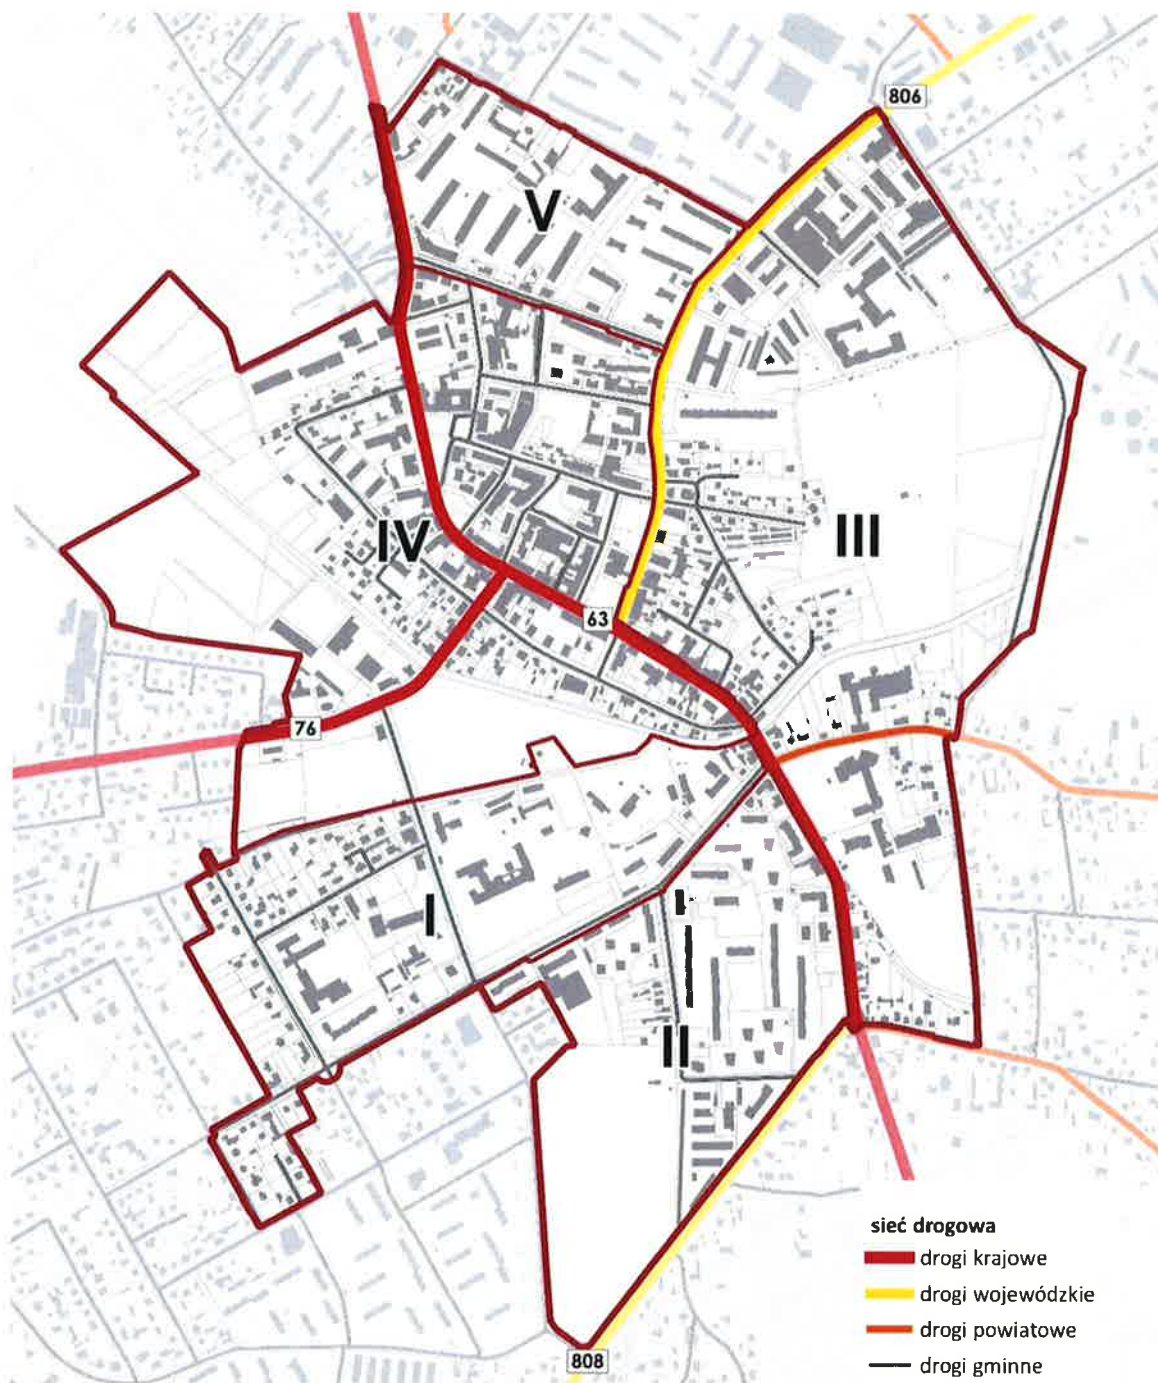 806
V
IV
III
63
76
I
II
808
sieć drogowa
drogi krajowe
drogi wojewódzkie
drogi powiatowe
drogi gminne